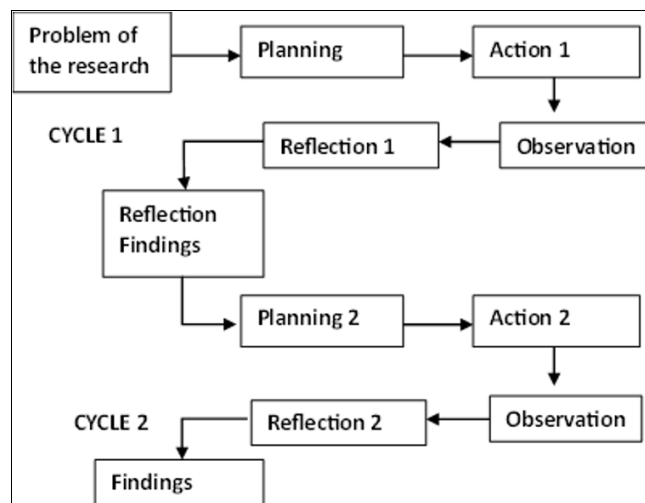 Problem of
the research
Planning
Action 1
CYCLE 1
Reflection 1
Observation
Reflection
Findings
Planning 2
Action 2
CYCLE 2
Reflection 2
Observation
Findings